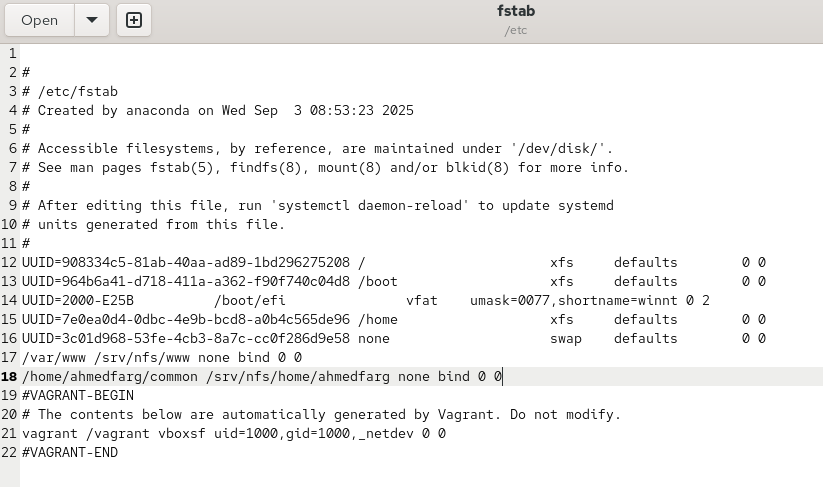 Open
fstab
/etc
1
2 #
3 # /etc/fstab
4 # Created by anaconda on Wed Sep  3 08:53:23 2025
5 #
6 # Accessible filesystems, by reference, are maintained under '/dev/disk/'.
7 # See man pages fstab(5), findfs(8), mount(8) and/or blkid(8) for more info.
8 #
9 # After editing this file, run 'systemctl daemon-reload' to update systemd
10 # units generated from this file.
11 #
12 UUID=908334c5-81ab-40aa-ad89-1bd296275208 /                       xfs     defaults        0 0
13 UUID=964b6a41-d718-411a-a362-f90f740c04d8 /boot                   xfs     defaults        0 0
14 UUID=2000-E25B          /boot/efi               vfat    umask=0077,shortname=winnt 0 2
15 UUID=7e0ea0d4-0dbc-4e9b-bcd8-a0b4c565de96 /home                   xfs     defaults        0 0
16 UUID=3c01d968-53fe-4cb3-8a7c-cc0f286d9e58 none                    swap    defaults        0 0
17 /var/www /srv/nfs/www none bind 0 0
18 /home/ahmedfarg/common /srv/nfs/home/ahmedfarg none bind 0 0
19 #VAGRANT-BEGIN
20 # The contents below are automatically generated by Vagrant. Do not modify.
21 vagrant /vagrant vboxsf uid=1000,gid=1000,_netdev 0 0
22 #VAGRANT-END